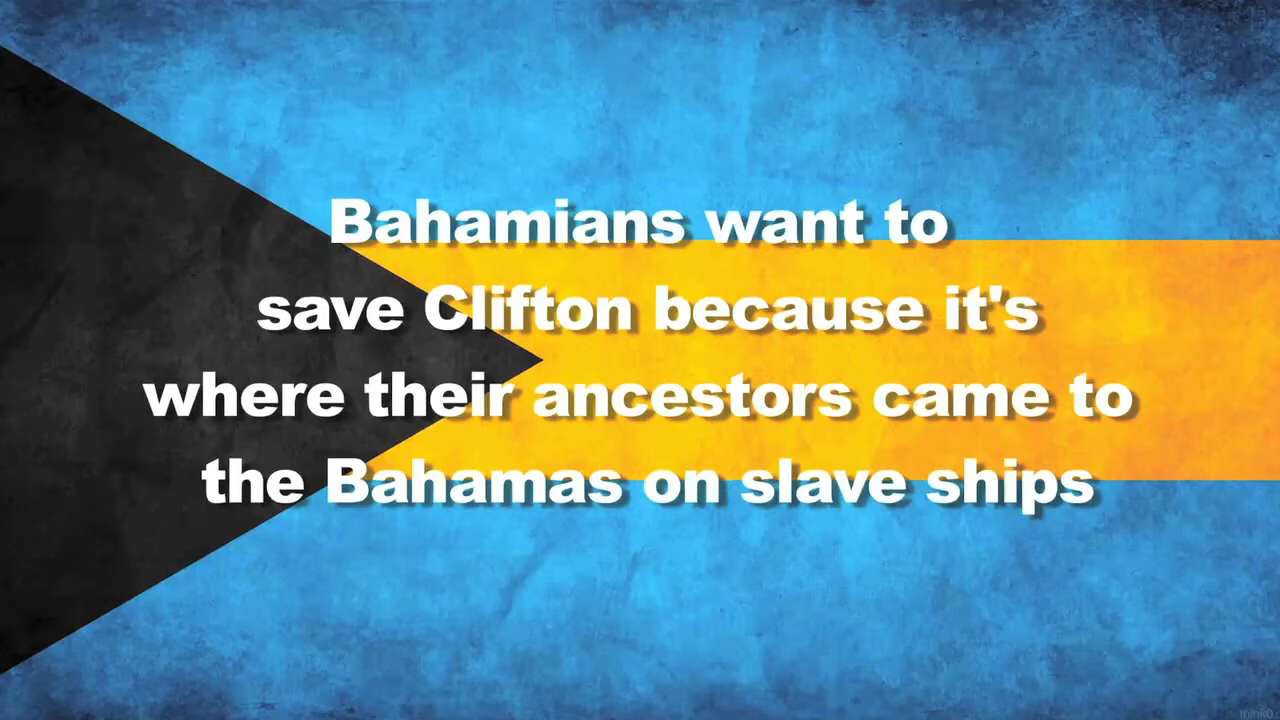 Bahamians want to
save Clifton because it's
where their ancestors came to
the Bahamas on slave ships